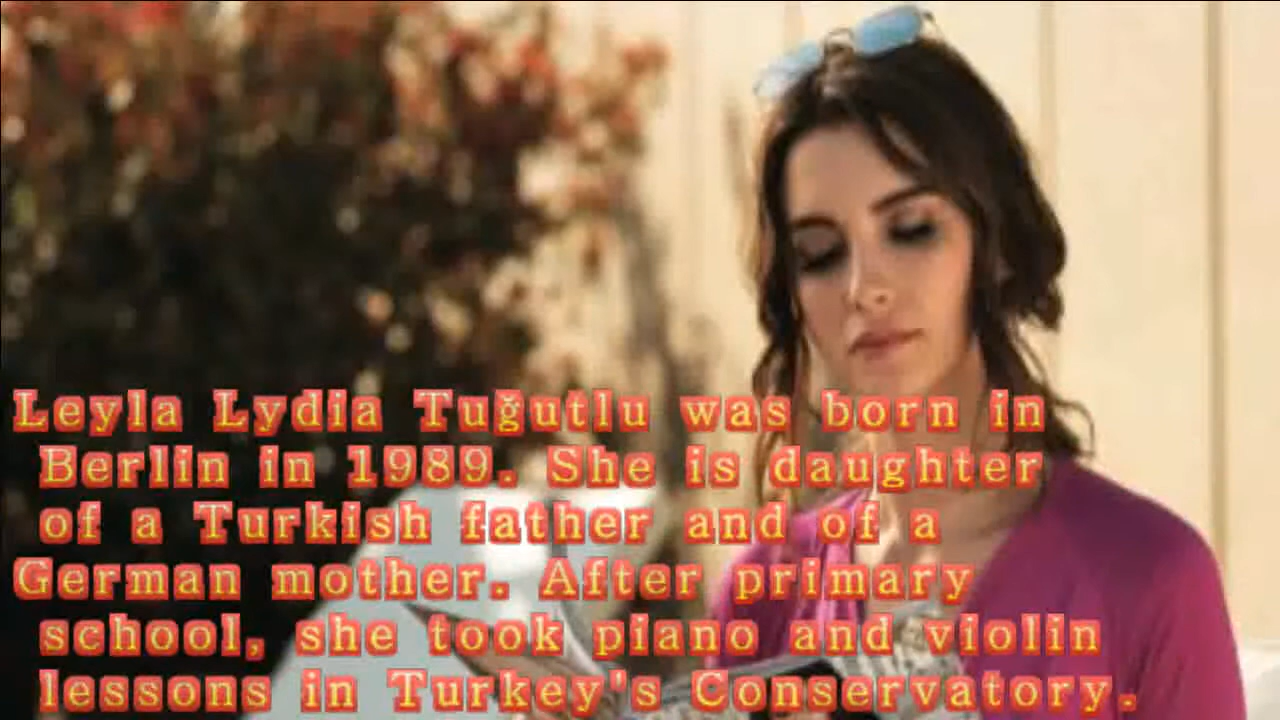 Leyla Lydia Tuğutlu was born in
Berlin in 1989. She is daughter
of a Turkish father and of a
German mother. After primary
school, she took piano and violin
lessons in Turkey's Conservatory.